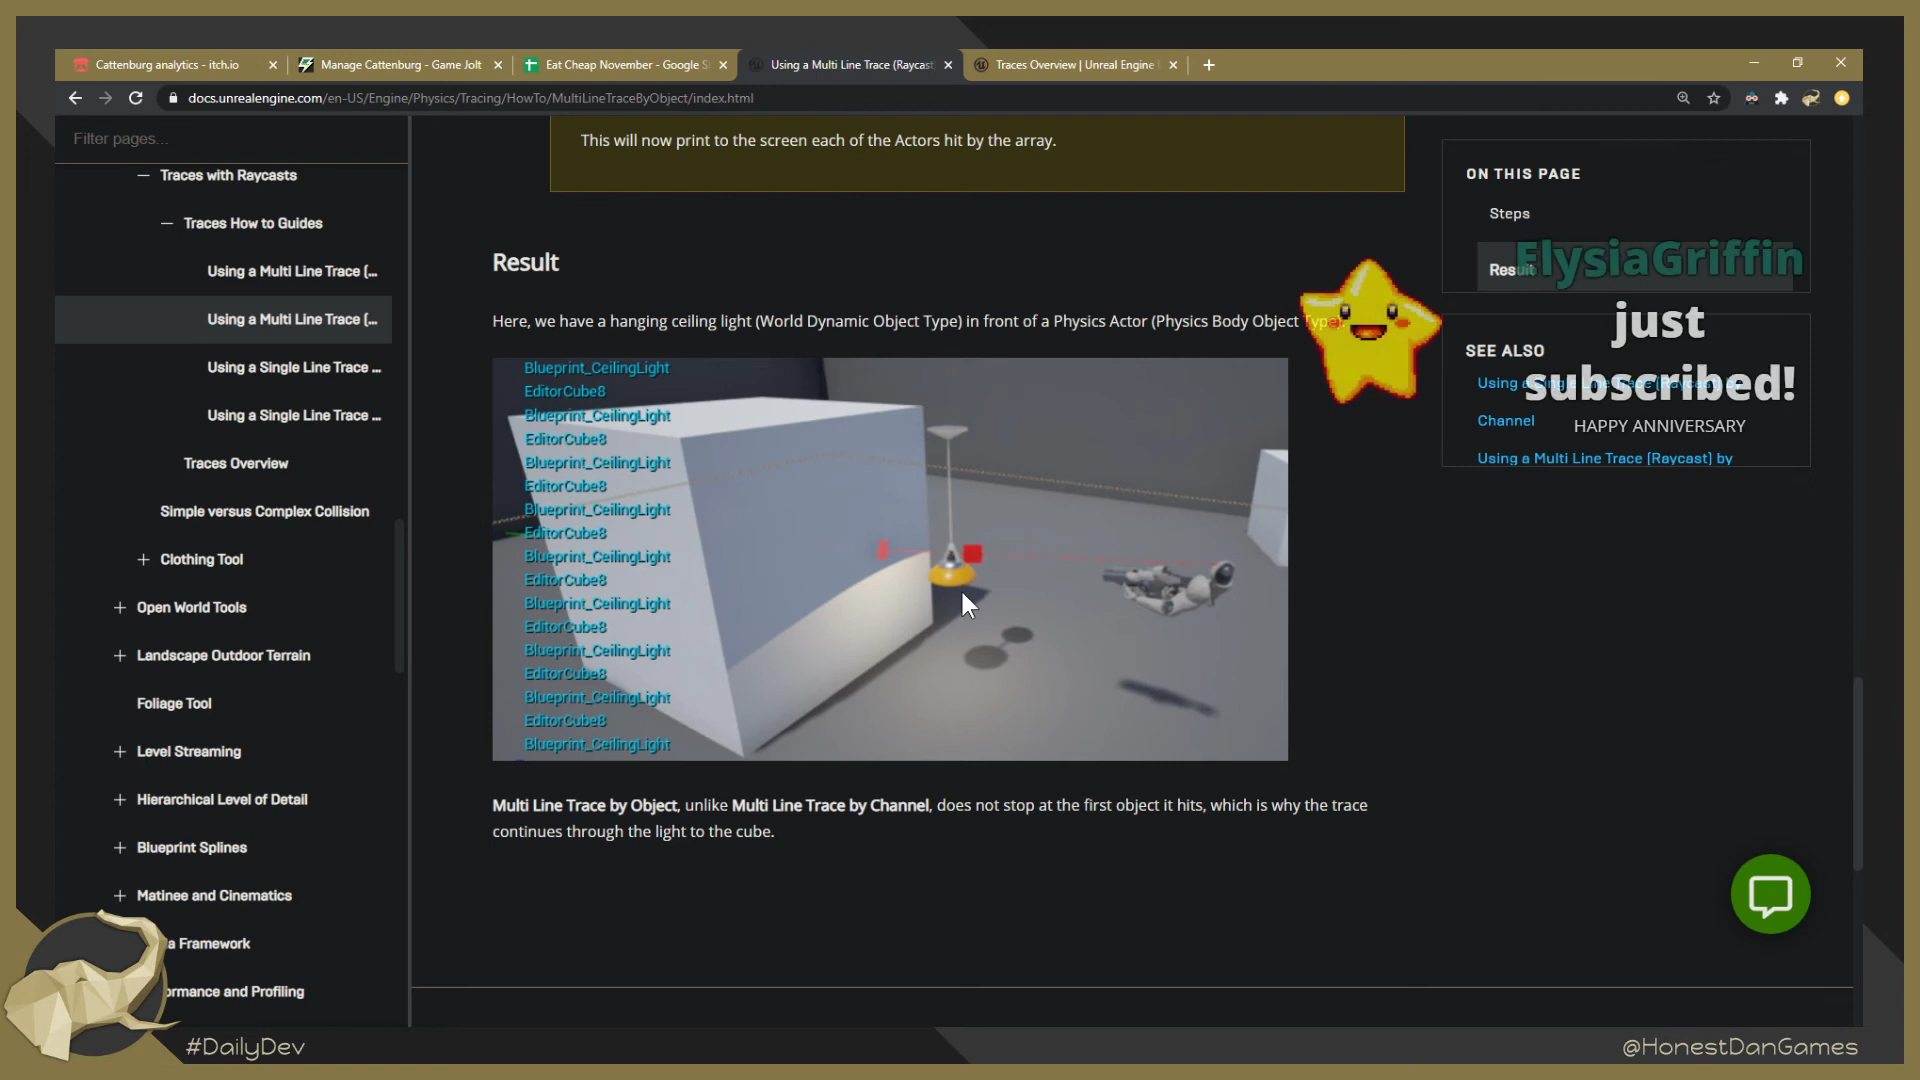 Cattenburg analytics - itch.io
Manage Cattenburg - Game Jolt
Eat Cheap November - Google S
Using a Multi Line Trace (Raycast
Traces Overview | Unreal Engine
docs.unrealengine.com/en-US/Engine/Physics/Tracing/HowTo/MultiLineTraceByObject/index.html
Filter pages...
Traces with Raycasts
Traces How to Guides
Using a Multi Line Trace (...
Using a Multi Line Trace (...
Using a Single Line Trace ...
Using a Single Line Trace ...
Traces Overview
Simple versus Complex Collision
Clothing Tool
Open World Tools
Landscape Outdoor Terrain
Foliage Tool
Level Streaming
Hierarchical Level of Detail
Blueprint Splines
Matinee and Cinematics
a Framework
ormance and Profiling
This will now print to the screen each of the Actors hit by the array.
Result
Here, we have a hanging ceiling light (World Dynamic Object Type) in front of a Physics Actor (Physics Body Object Type)
Blueprint_CeilingLight
EditorCube8
Blueprint_CeilingLight
EditorCube8
Blueprint_CeilingLight
EditorCube8
Blueprint_CeilingLight
EditorCube8
Blueprint_CeilingLight
EditorCube8
Blueprint_CeilingLight
EditorCube8
Blueprint_CeilingLight
EditorCube8
Blueprint_CeilingLight
EditorCube8
Blueprint_CeilingLight
Multi Line Trace by Object, unlike Multi Line Trace by Channel, does not stop at the first object it hits, which is why the trace
continues through the light to the cube.
ON THIS PAGE
Steps
Result
ElysiaGriffin
just
subscribed!
HAPPY ANNIVERSARY
SEE ALSO
Using a Single Line Trace (Raycast) by
Channel
Using a Multi Line Trace (Raycast) by
#DailyDev
@HonestDanGames